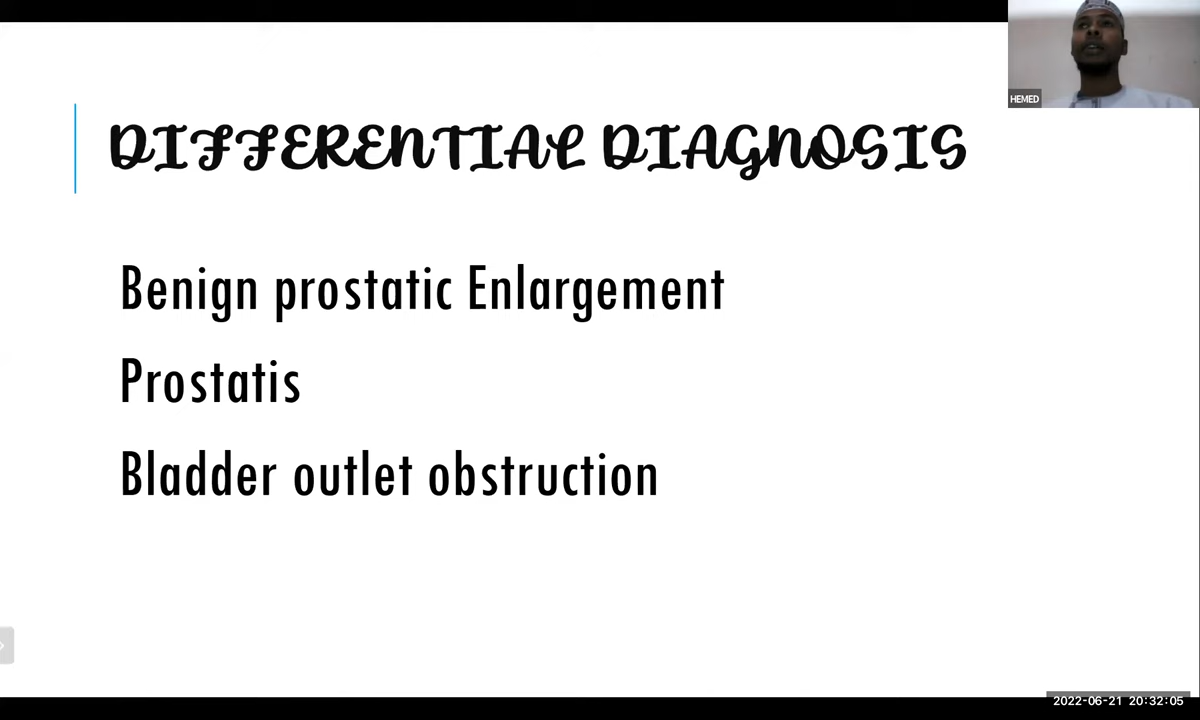 HEMED
DIFFERENTIAL DIAGNOSIS
Benign prostatic Enlargement
Prostatis
Bladder outlet obstruction
2022-06-21 20:32:05